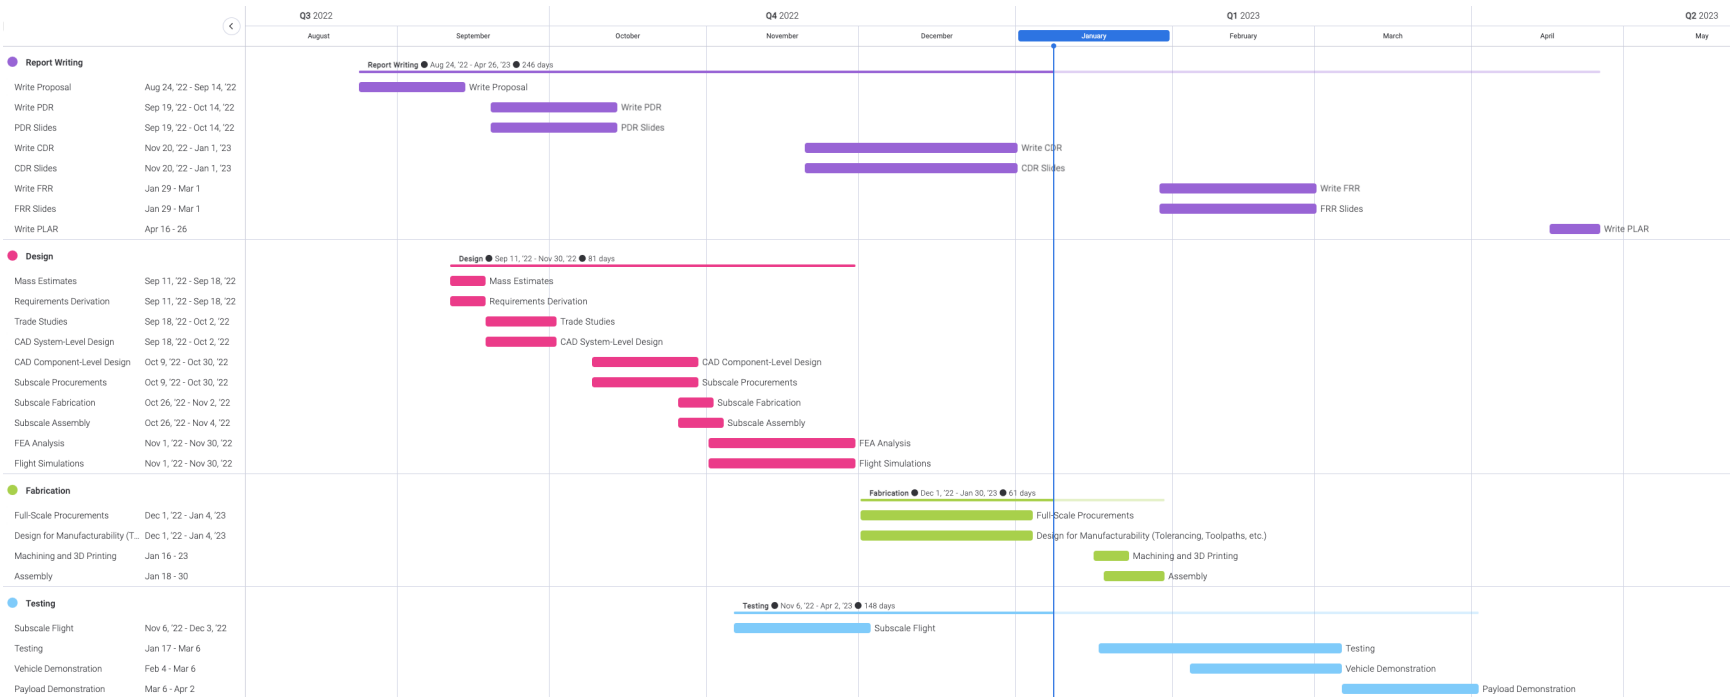 Q3 2022 Q4 2022 Q1 2023 Q2 2023
August September October November December January February March April May
Report Writing
Report Writing ● Aug 24, '22 - Apr 26, '23 ● 246 days
Write Proposal Aug 24, '22 - Sep 14, '22 Write Proposal
Write PDR Sep 19, '22 - Oct 14, '22 Write PDR
PDR Slides Sep 19, '22 - Oct 14, '22 PDR Slides
Write CDR Nov 20, '22 - Jan 1, '23 Write CDR
CDR Slides Nov 20, '22 - Jan 1, '23 CDR Slides
Write FRR Jan 29 - Mar 1 Write FRR
FRR Slides Jan 29 - Mar 1 FRR Slides
Write PLAR Apr 16 - 26 Write PLAR
Design
Design ● Sep 11, '22 - Nov 30, '22 ● 81 days
Mass Estimates Sep 11, '22 - Sep 18, '22 Mass Estimates
Requirements Derivation Sep 11, '22 - Sep 18, '22 Requirements Derivation
Trade Studies Sep 18, '22 - Oct 2, '22 Trade Studies
CAD System-Level Design Sep 18, '22 - Oct 2, '22 CAD System-Level Design
CAD Component-Level Design Oct 9, '22 - Oct 30, '22 CAD Component-Level Design
Subscale Procurements Oct 9, '22 - Oct 30, '22 Subscale Procurements
Subscale Fabrication Oct 26, '22 - Nov 2, '22 Subscale Fabrication
Subscale Assembly Oct 26, '22 - Nov 4, '22 Subscale Assembly
FEA Analysis Nov 1, '22 - Nov 30, '22 FEA Analysis
Flight Simulations Nov 1, '22 - Nov 30, '22 Flight Simulations
Fabrication
Fabrication ● Dec 1, '22 - Jan 30, '23 ● 61 days
Full-Scale Procurements Dec 1, '22 - Jan 4, '23 Full-Scale Procurements
Design for Manufacturability (T... Dec 1, '22 - Jan 4, '23 Design for Manufacturability (Tolerancing, Toolpaths, etc.)
Machining and 3D Printing Jan 16 - 23 Machining and 3D Printing
Assembly Jan 18 - 30 Assembly
Testing
Testing ● Nov 6, '22 - Apr 2, '23 ● 148 days
Subscale Flight Nov 6, '22 - Dec 3, '22 Subscale Flight
Testing Jan 17 - Mar 6 Testing
Vehicle Demonstration Feb 4 - Mar 6 Vehicle Demonstration
Payload Demonstration Mar 6 - Apr 2 Payload Demonstration